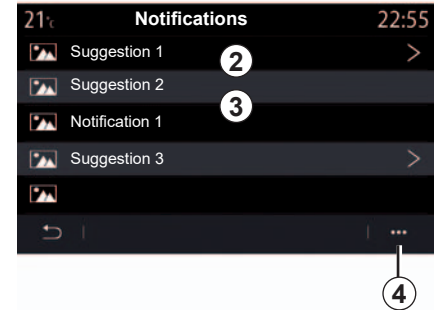 21°c Notifications 22:55
Suggestion 1
2
Suggestion 2
3
Notification 1
Suggestion 3
4